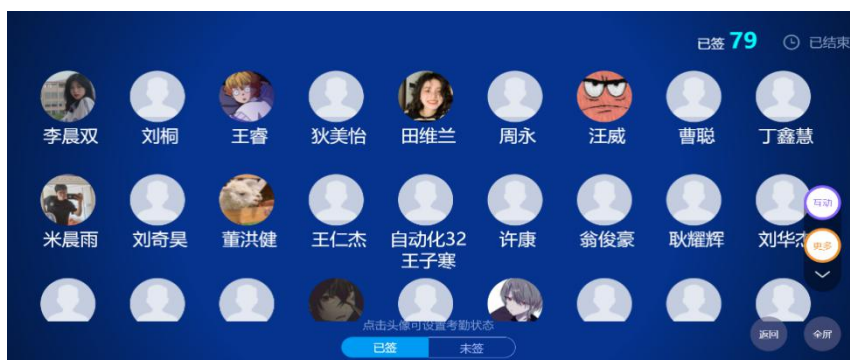 已签 79 已结束
李晨双 刘桐 王睿 狄美怡 田维兰 周永 汪威 曹聪 丁鑫慧
互动
米晨雨 刘奇昊 董洪健 王仁杰 自动化32 许康 翁俊豪 耿耀辉 刘华杰
王子寒
更多
点击头像可设置考勤状态
已签 未签
返回 全屏